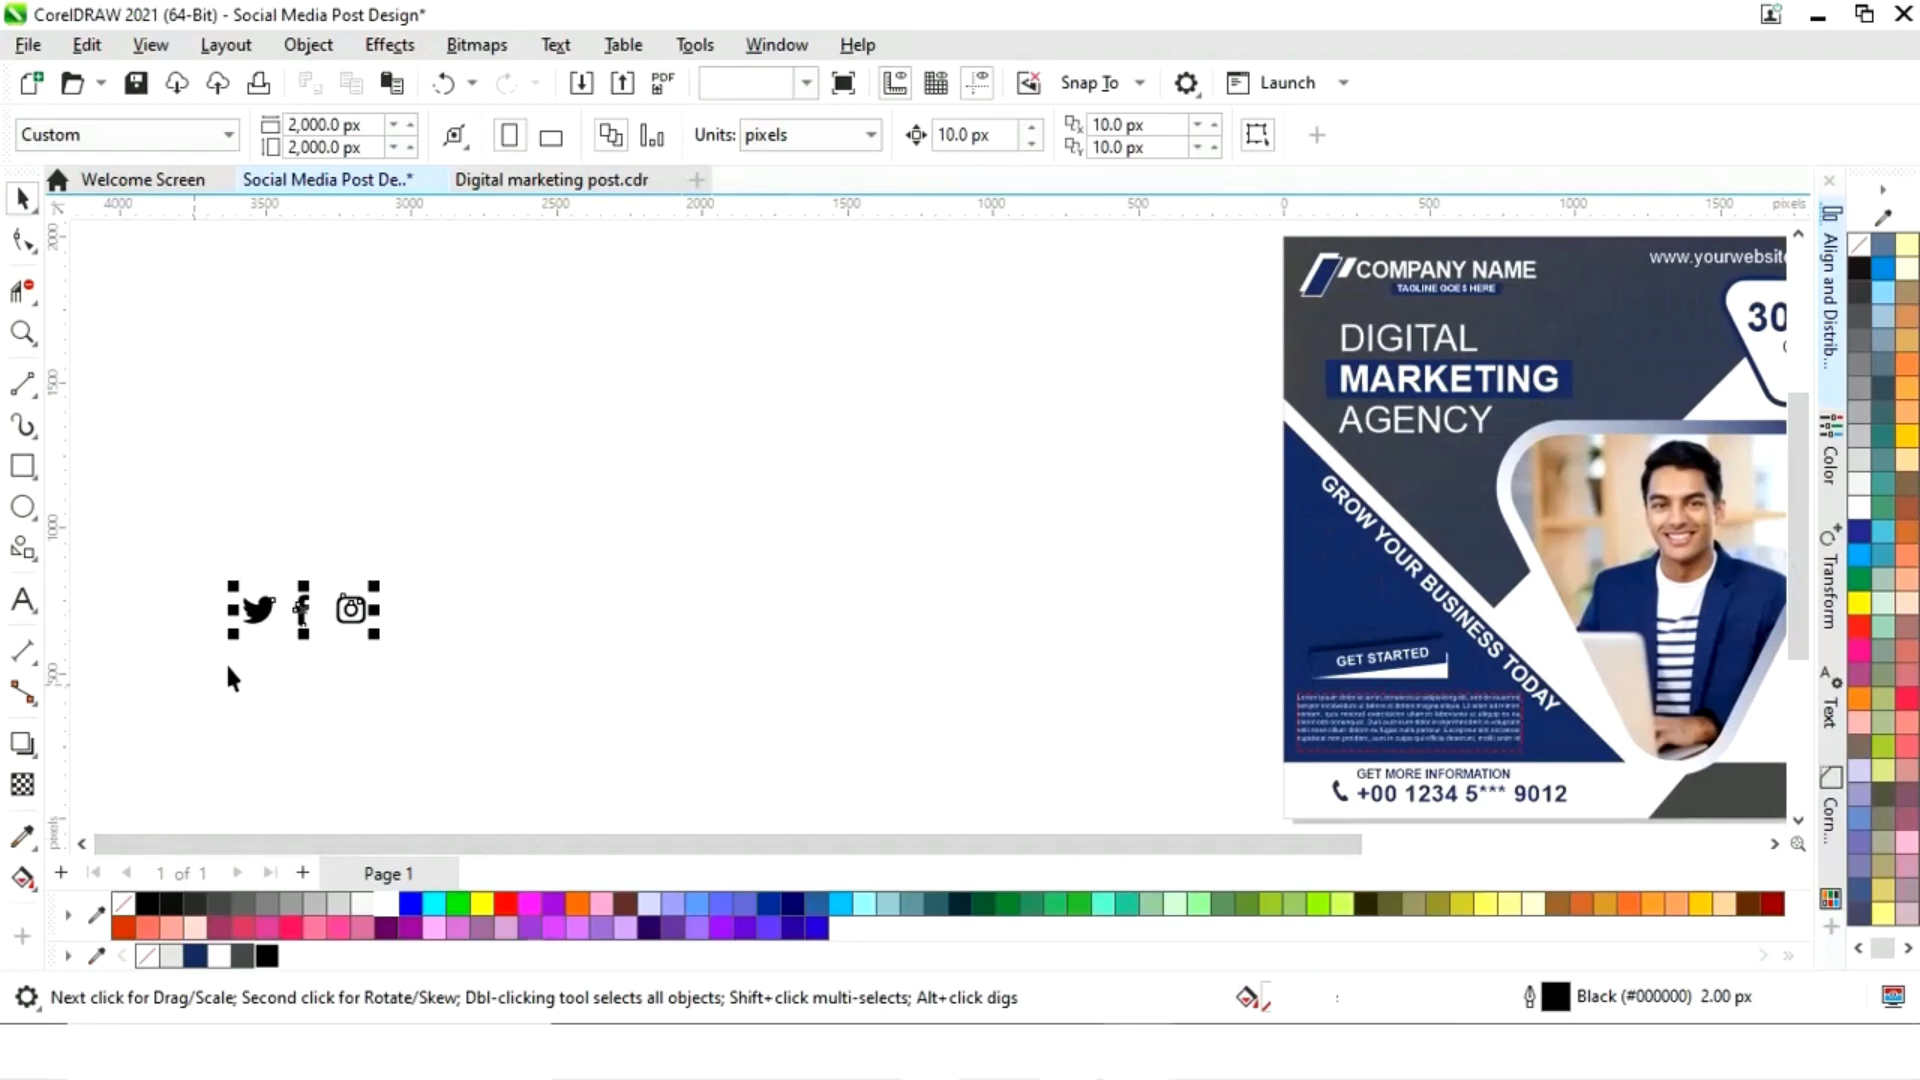 CorelDRAW 2021 (64-Bit) - Social Media Post Design*
File Edit View Layout Object Effects Bitmaps Text Table Tools Window Help
PDF Snap To Launch
Custom 2,000.0 px 2,000.0 px Units: pixels 10.0 px 10.0 px 10.0 px
Welcome Screen Social Media Post De..* Digital marketing post.cdr
4000 3500 3000 2500 2000 1500 1000 500 0 500 1000 1500 pixels
2000
1500
1000
500
pixels
COMPANY NAME
TAGLINE GOES HERE
www.yourwebsite
30
DIGITAL
MARKETING
AGENCY
GROW YOUR BUSINESS TODAY
GET STARTED
GET MORE INFORMATION
+00 1234 5*** 9012
Align and Distrib...
Color
Transform
Text
Corn...
1 of 1 Page 1
Next click for Drag/Scale; Second click for Rotate/Skew; Dbl-clicking tool selects all objects; Shift+click multi-selects; Alt+click digs
Black (#000000) 2.00 px